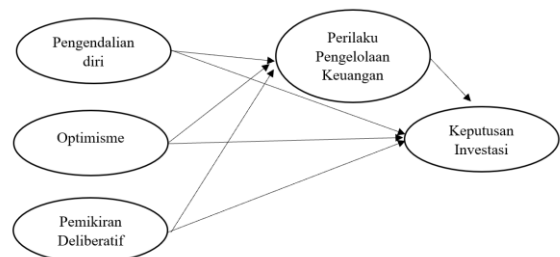 Pengendalian
diri
Optimisme
Pemikiran
Deliberatif
Perilaku
Pengelolaan
Keuangan
Keputusan
Investasi